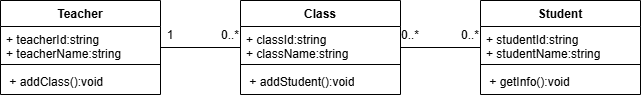 Teacher
+ teacherId:string
+ teacherName:string
+ addClass():void
1
0..*
Class
+ classId:string
+ className:string
+ addStudent():void
0..*
0..*
Student
+ studentId:string
+ studentName:string
+ getInfo():void